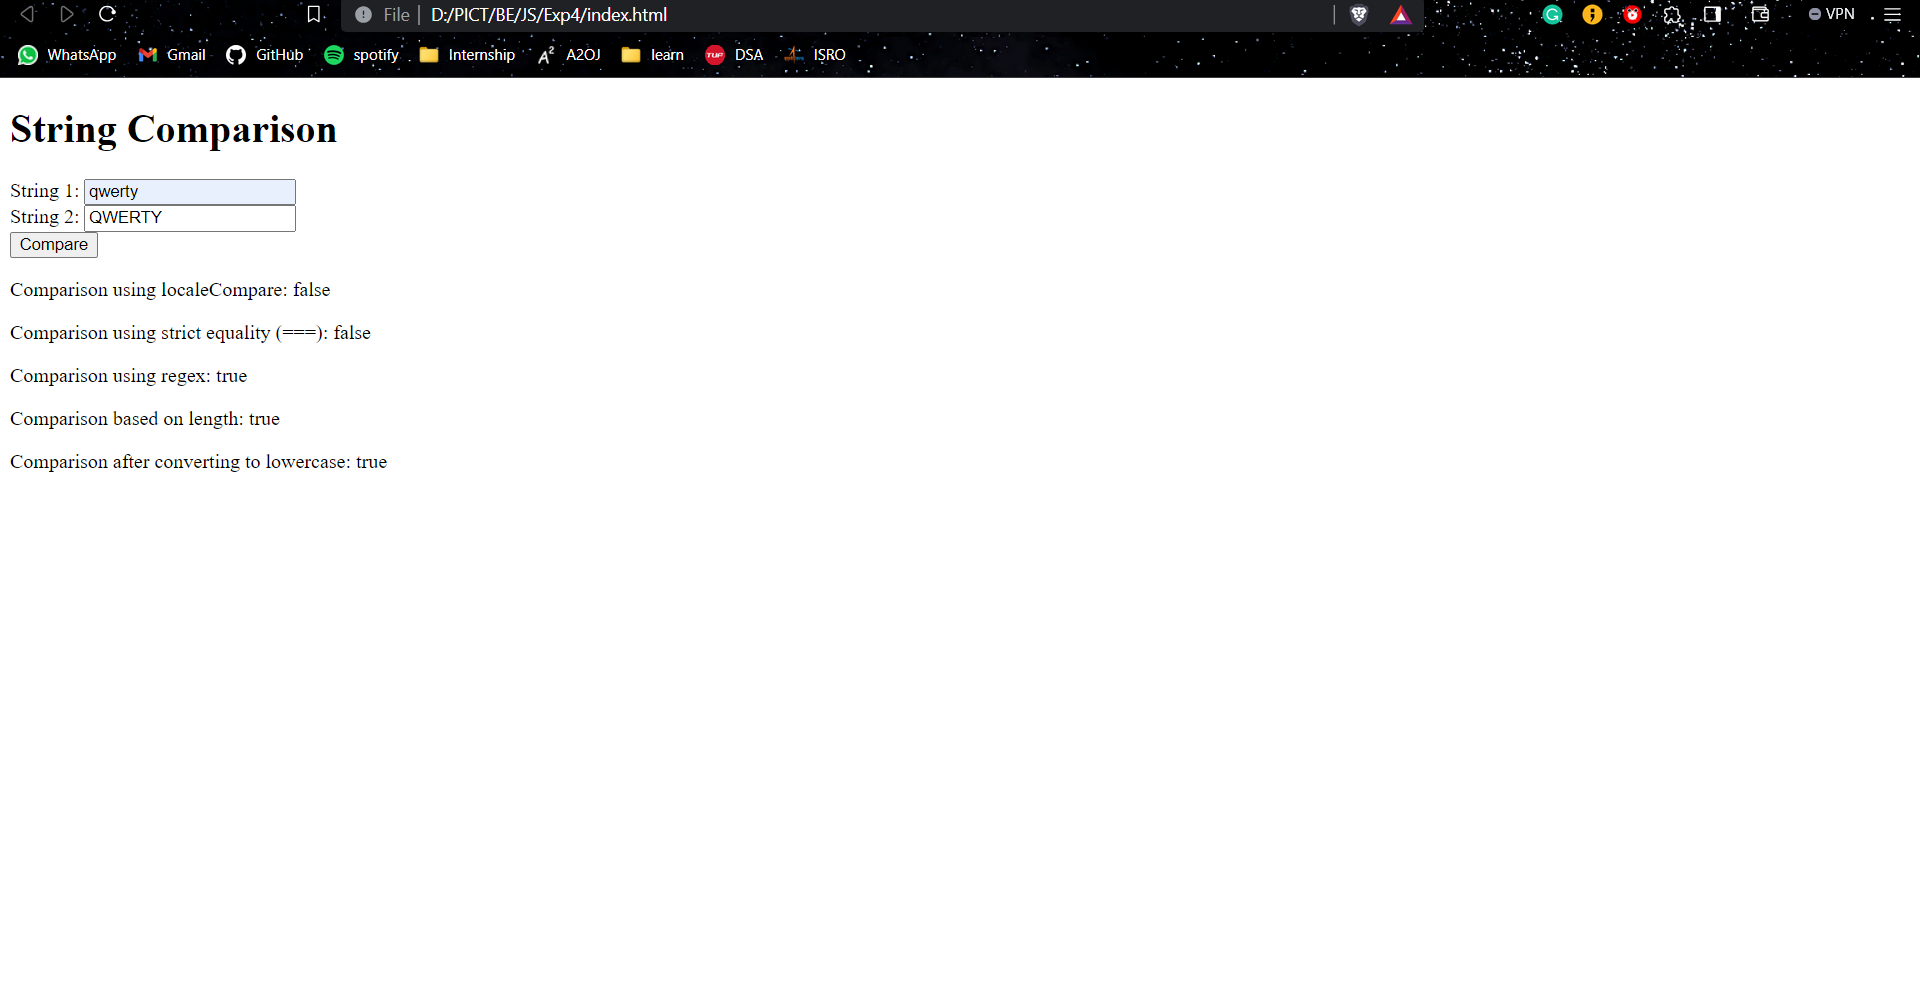 File D:/PICT/BE/JS/Exp4/index.html VPN
WhatsApp Gmail GitHub spotify Internship A2OJ learn DSA ISRO
String Comparison
String 1: qwerty
String 2: QWERTY
Compare
Comparison using localeCompare: false
Comparison using strict equality (===): false
Comparison using regex: true
Comparison based on length: true
Comparison after converting to lowercase: true